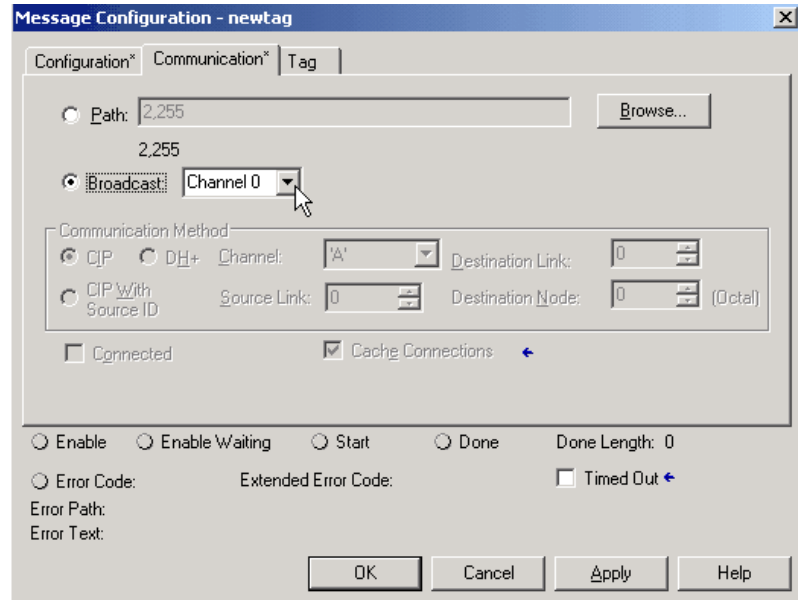 Message Configuration - newtag
Configuration* Communication* Tag
Path: 2,255 Browse...
2,255
Broadcast: Channel 0
Communication Method
CIP DH+ Channel: 'A' Destination Link: 0
CIP With Source ID Source Link: 0 Destination Node: 0 (Octal)
Connected Cache Connections
Enable Enable Waiting Start Done Done Length: 0
Error Code: Extended Error Code: Timed Out
Error Path:
Error Text:
OK Cancel Apply Help